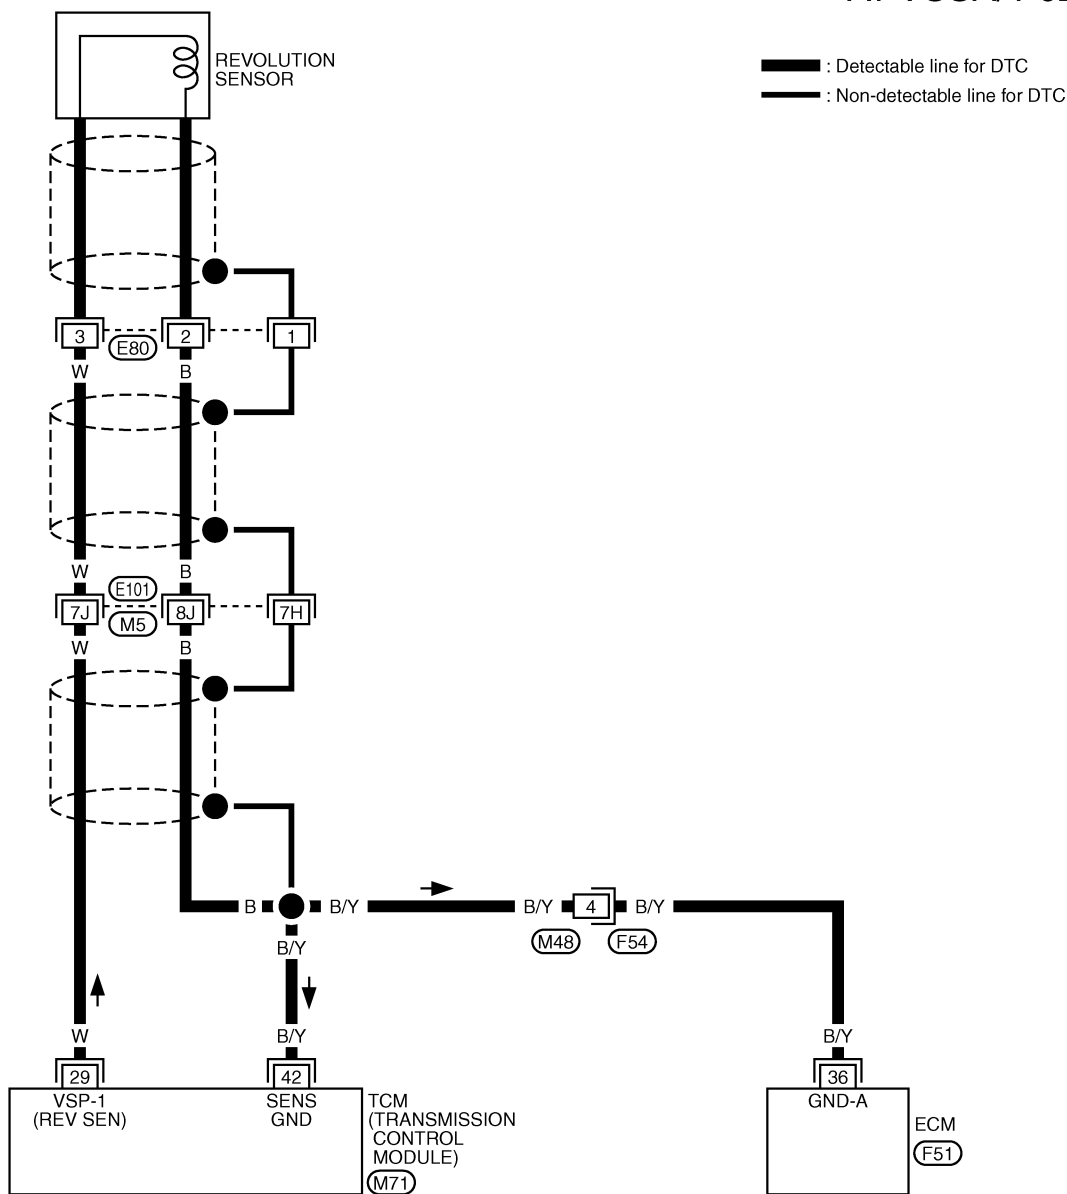 REVOLUTION
SENSOR
: Detectable line for DTC
: Non-detectable line for DTC
3
2
1
E80
W
B
W
B
E101
7J
8J
7H
M5
W
B
B
B/Y
B/Y
4
B/Y
M48
F54
B/Y
W
B/Y
B/Y
29
42
36
VSP-1
(REV SEN)
SENS
GND
TCM
(TRANSMISSION
CONTROL
MODULE)
M71
GND-A
ECM
F51